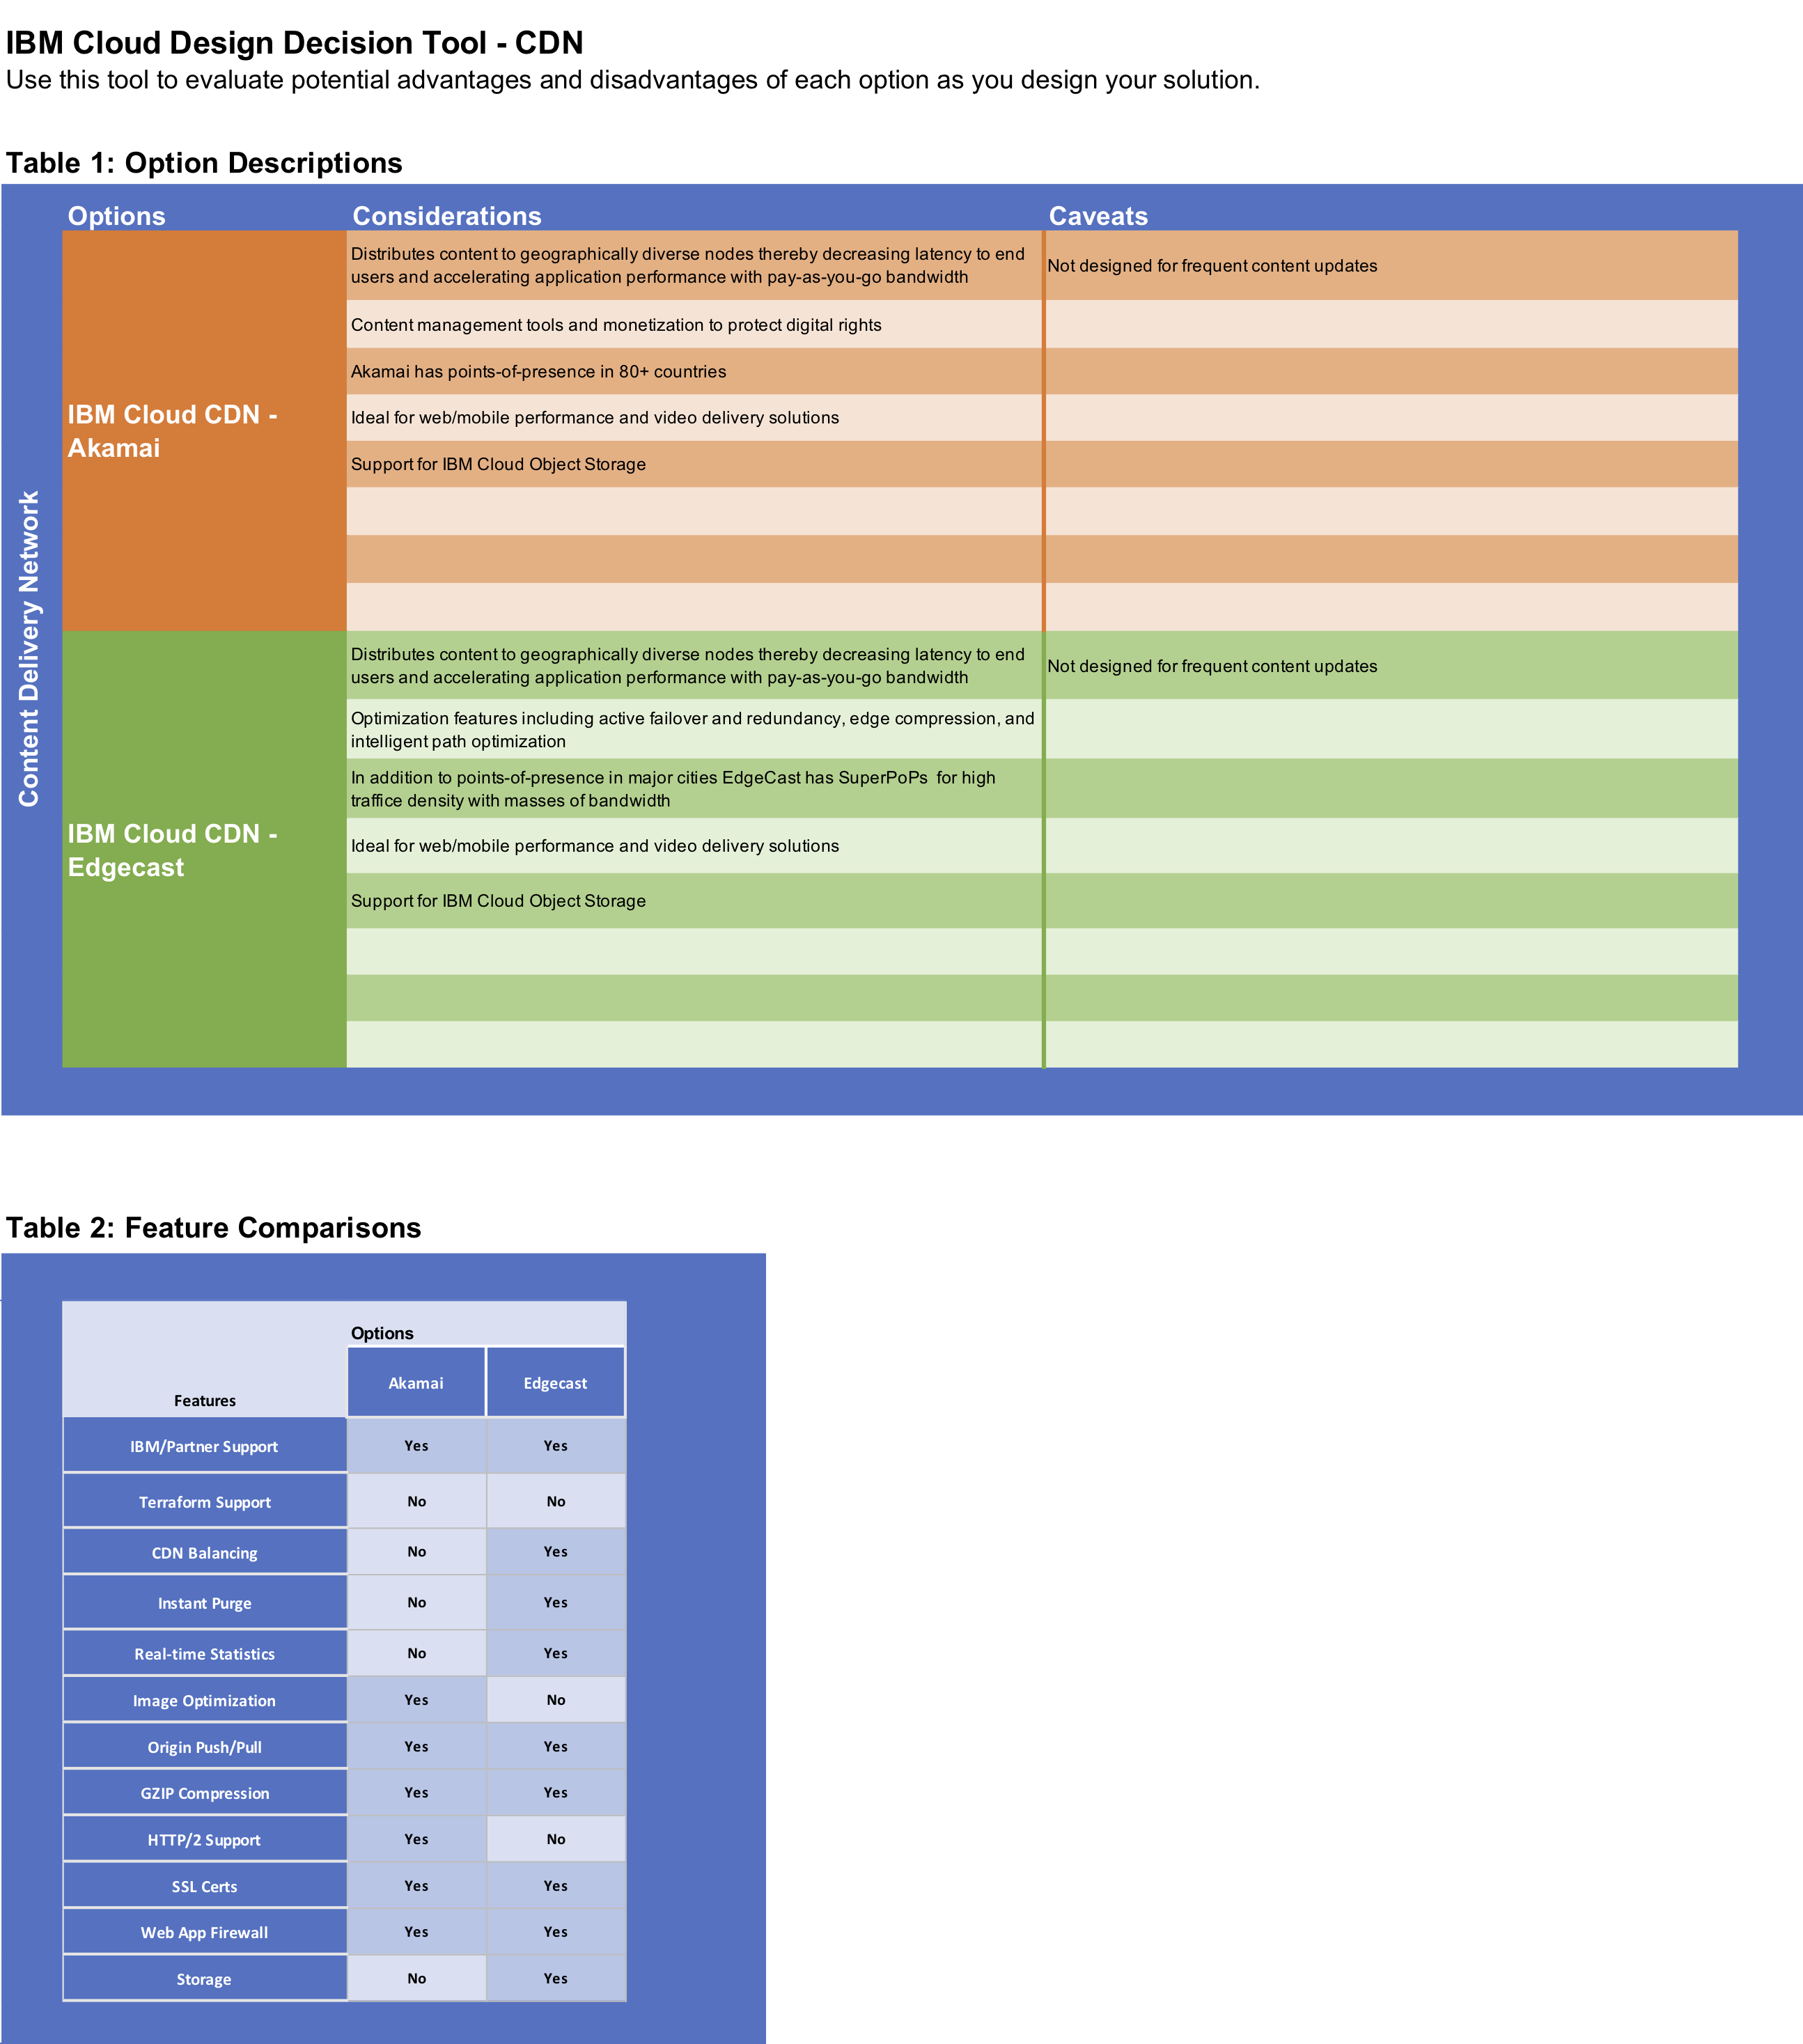 IBM Cloud Design Decision Tool - CDN
Use this tool to evaluate potential advantages and disadvantages of each option as you design your solution.
Table 1: Option Descriptions
Options
Considerations
Caveats
Content Delivery Network
IBM Cloud CDN -
Akamai
Distributes content to geographically diverse nodes thereby decreasing latency to end
users and accelerating application performance with pay-as-you-go bandwidth
Not designed for frequent content updates
Content management tools and monetization to protect digital rights
Akamai has points-of-presence in 80+ countries
Ideal for web/mobile performance and video delivery solutions
Support for IBM Cloud Object Storage
IBM Cloud CDN -
Edgecast
Distributes content to geographically diverse nodes thereby decreasing latency to end
users and accelerating application performance with pay-as-you-go bandwidth
Not designed for frequent content updates
Optimization features including active failover and redundancy, edge compression, and
intelligent path optimization
In addition to points-of-presence in major cities EdgeCast has SuperPoPs  for high
traffice density with masses of bandwidth
Ideal for web/mobile performance and video delivery solutions
Support for IBM Cloud Object Storage
Table 2: Feature Comparisons
Options
Features
Akamai
Edgecast
IBM/Partner Support Yes Yes
Terraform Support No No
CDN Balancing No Yes
Instant Purge No Yes
Real-time Statistics No Yes
Image Optimization Yes No
Origin Push/Pull Yes Yes
GZIP Compression Yes Yes
HTTP/2 Support Yes No
SSL Certs Yes Yes
Web App Firewall Yes Yes
Storage No Yes